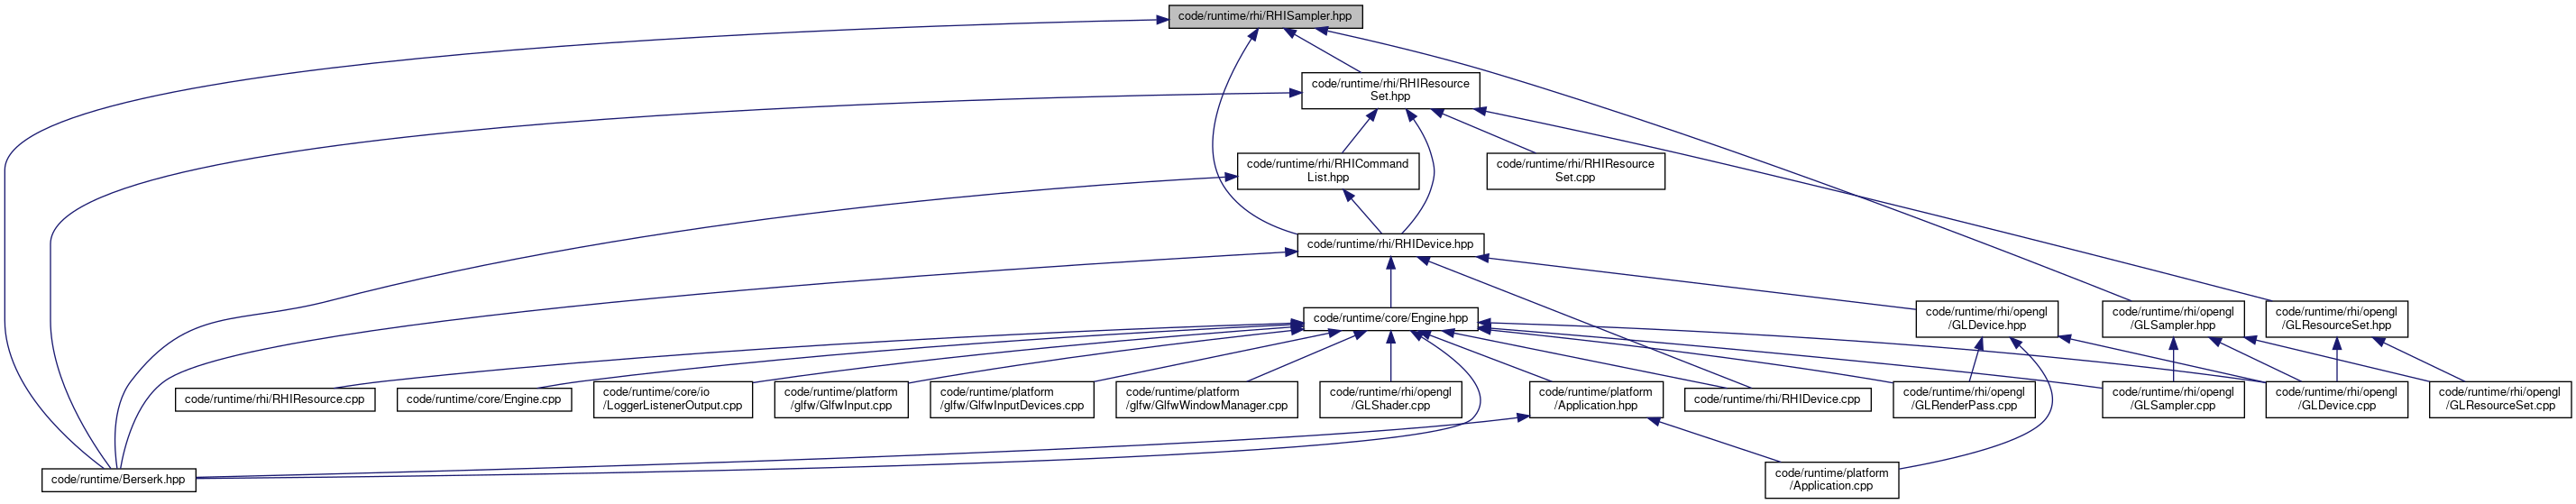 code/runtime/rhi/RHISampler.hpp
code/runtime/rhi/RHIResource
Set.hpp
code/runtime/rhi/RHICommand
List.hpp
code/runtime/rhi/RHIResource
Set.cpp
code/runtime/rhi/RHIDevice.hpp
code/runtime/core/Engine.hpp
code/runtime/rhi/opengl
/GLDevice.hpp
code/runtime/rhi/opengl
/GLSampler.hpp
code/runtime/rhi/opengl
/GLResourceSet.hpp
code/runtime/rhi/RHIResource.cpp
code/runtime/core/Engine.cpp
code/runtime/core/io
/LoggerListenerOutput.cpp
code/runtime/platform
/glfw/GlfwInput.cpp
code/runtime/platform
/glfw/GlfwInputDevices.cpp
code/runtime/platform
/glfw/GlfwWindowManager.cpp
code/runtime/rhi/opengl
/GLShader.cpp
code/runtime/platform
/Application.hpp
code/runtime/rhi/RHIDevice.cpp
code/runtime/rhi/opengl
/GLRenderPass.cpp
code/runtime/rhi/opengl
/GLSampler.cpp
code/runtime/rhi/opengl
/GLDevice.cpp
code/runtime/rhi/opengl
/GLResourceSet.cpp
code/runtime/Berserk.hpp
code/runtime/platform
/Application.cpp